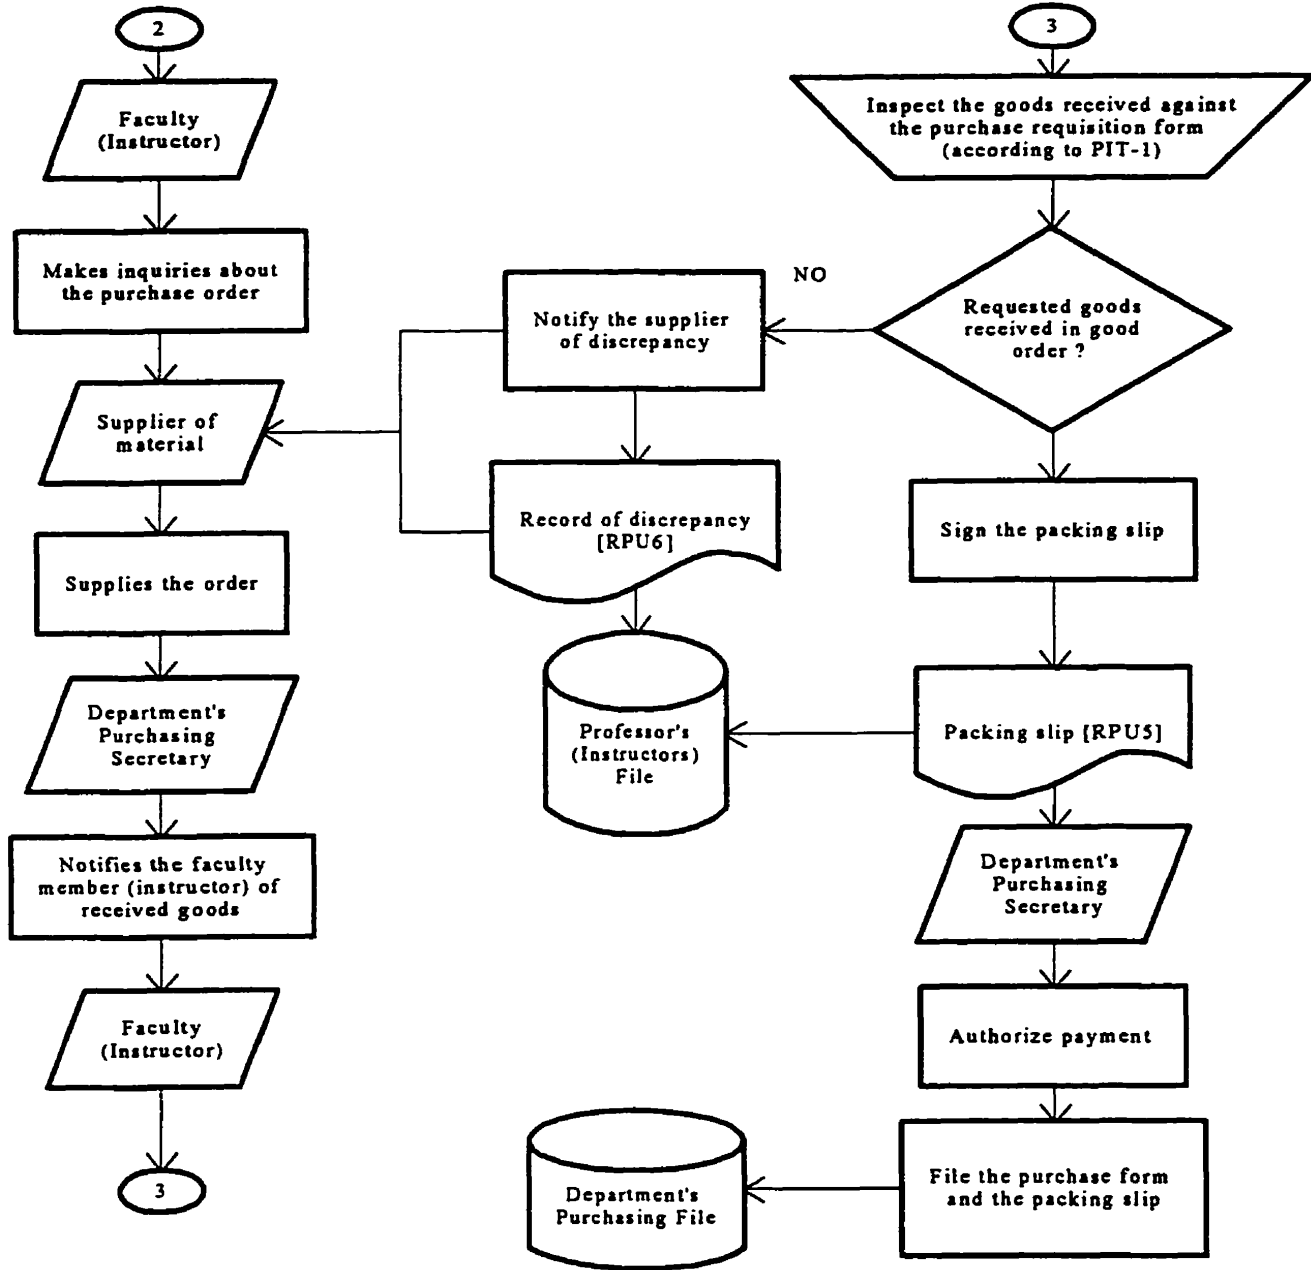 2
Faculty
(Instructor)
Makes inquiries about
the purchase order
Supplier of
material
Supplies the order
Department's
Purchasing
Secretary
Notifies the faculty
member (instructor) of
received goods
Faculty
(Instructor)
3
NO
Notify the supplier
of discrepancy
Record of discrepancy
[RPU6]
Professor's
(Instructors)
File
Department's
Purchasing File
3
Inspect the goods received against
the purchase requisition form
(according to PIT-1)
Requested goods
received in good
order ?
Sign the packing slip
Packing slip [RPU5]
Department's
Purchasing
Secretary
Authorize payment
File the purchase form
and the packing slip